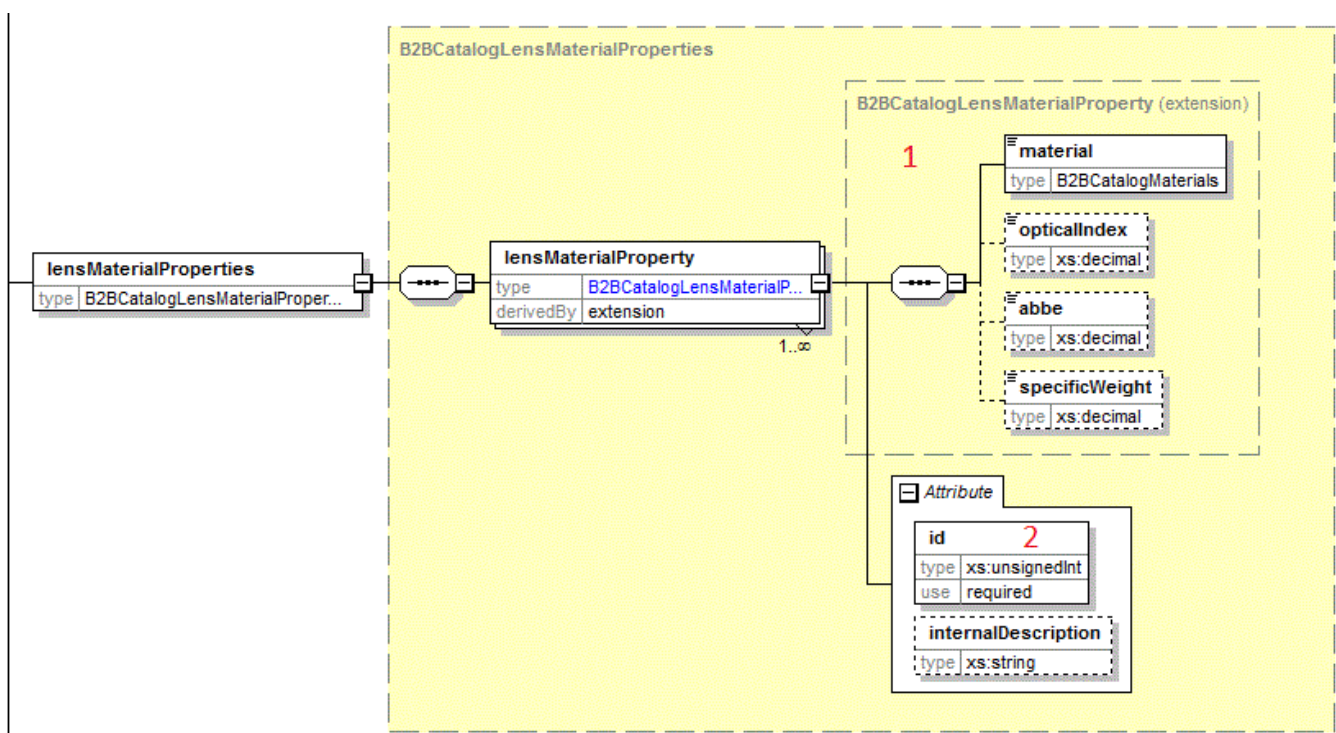 B2BCatalogLensMaterialProperties
B2BCatalogLensMaterialProperty (extension)
1
material
type B2BCatalogMaterials
opticalIndex
type xs:decimal
abbe
type xs:decimal
specificWeight
type xs:decimal
lensMaterialProperties
type B2BCatalogLensMaterialProper...
lensMaterialProperty
type B2BCatalogLensMaterialP...
derivedBy extension
1..∞
Attribute
id 2
type xs:unsignedInt
use required
internalDescription
type xs:string